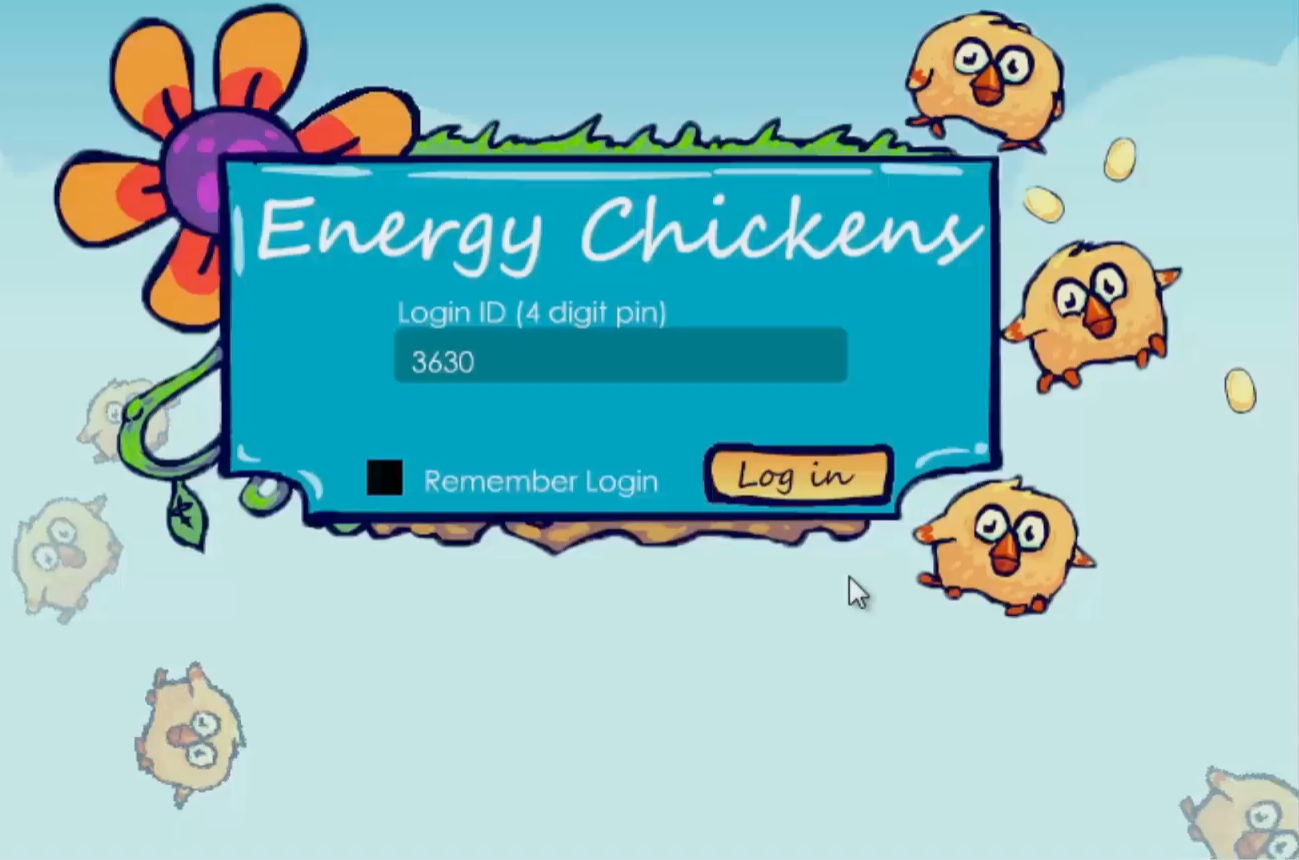 Energy Chickens
Login ID (4 digit pin)
3630
Remember Login
Log in